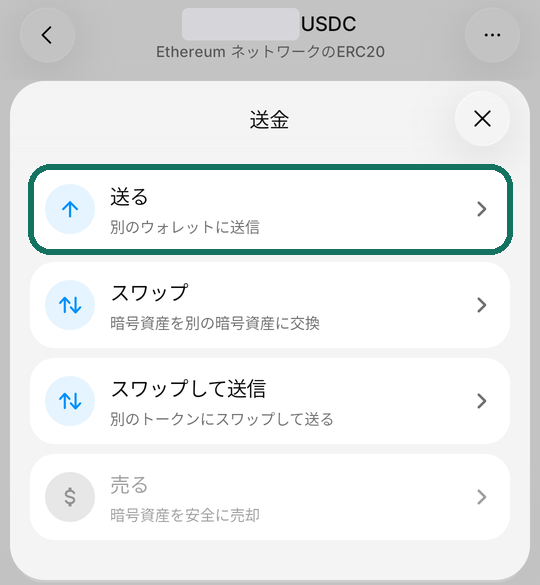 USDC
Ethereum ネットワークのERC20
送金
送る
別のウォレットに送信
スワップ
暗号資産を別の暗号資産に交換
スワップして送信
別のトークンにスワップして送る
$
売る
暗号資産を安全に売却